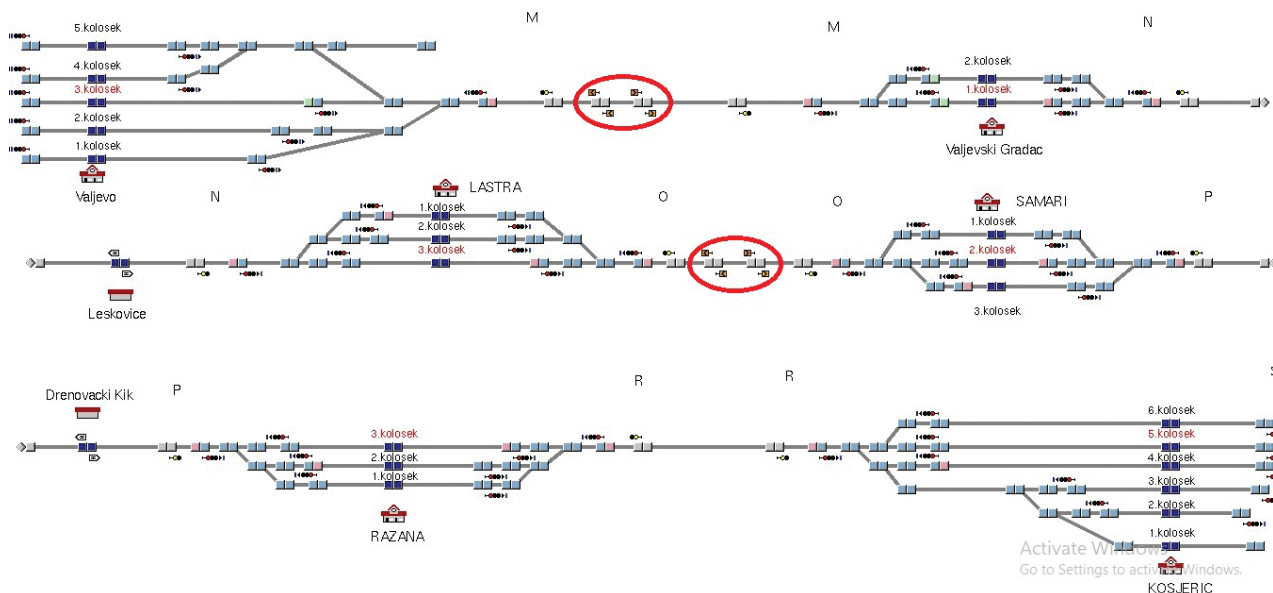 M
M
N
5.kolosek
4.kolosek
3.kolosek
2.kolosek
1.kolosek
Valjevo
2.kolosek
1.kolosek
Valjevski Gradac
N
LASTRA
O
O
SAMARI
P
1.kolosek
2.kolosek
3.kolosek
1.kolosek
2.kolosek
3.kolosek
Leskovice
Drenovacki Kik
P
R
R
S
3.kolosek
2.kolosek
1.kolosek
RAZANA
6.kolosek
5.kolosek
4.kolosek
3.kolosek
2.kolosek
1.kolosek
KOSJERIC
Activate Windows
Go to Settings to activate Windows.